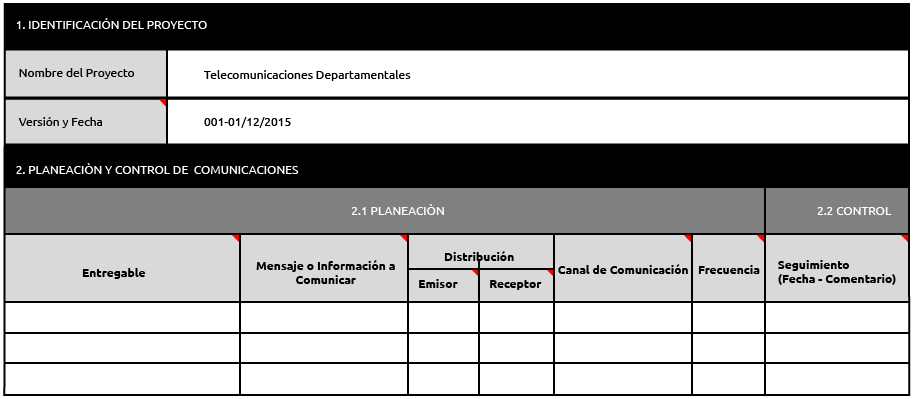 1. IDENTIFICACIÓN DEL PROYECTO
Nombre del Proyecto
Telecomunicaciones Departamentales
Versión y Fecha
001-01/12/2015
2. PLANEACIÒN Y CONTROL DE COMUNICACIONES
2.1 PLANEACIÒN
2.2 CONTROL
Entregable
Mensaje o Información a
Comunicar
Distribución
Emisor
Receptor
Canal de Comunicación
Frecuencia
Seguimiento
(Fecha - Comentario)